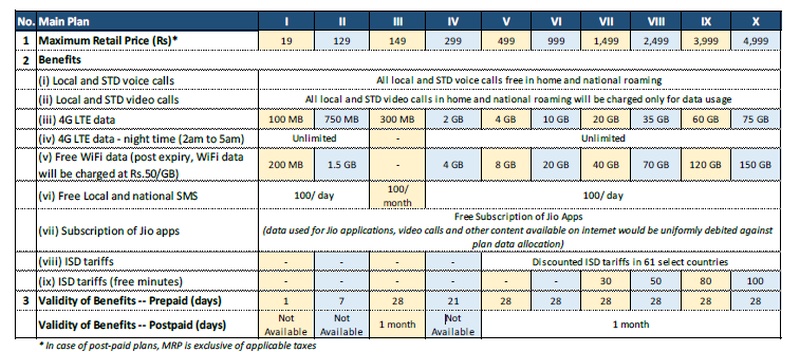 No. Main Plan I II III IV V VI VII VIII IX X
1 Maximum Retail Price (Rs)* 19 129 149 299 499 999 1,499 2,499 3,999 4,999
2 Benefits
(i) Local and STD voice calls All local and STD voice calls free in home and national roaming
(ii) Local and STD video calls All local and STD video calls in home and national roaming will be charged only for data usage
(iii) 4G LTE data 100 MB 750 MB 300 MB 2 GB 4 GB 10 GB 20 GB 35 GB 60 GB 75 GB
(iv) 4G LTE data - night time (2am to 5am) Unlimited - Unlimited
(v) Free WiFi data (post expiry, WiFi data
will be charged at Rs.50/GB) 200 MB 1.5 GB - 4 GB 8 GB 20 GB 40 GB 70 GB 120 GB 150 GB
(vi) Free Local and national SMS 100/ day 100/
month 100/ day
(vii) Subscription of Jio apps Free Subscription of Jio Apps
(data used for Jio applications, video calls and other content available on internet would be uniformly debited against
plan data allocation)
(viii) ISD tariffs - - - - Discounted ISD tariffs in 61 select countries
(ix) ISD tariffs (free minutes) - - - - - - 30 50 80 100
3 Validity of Benefits -- Prepaid (days) 1 7 28 21 28 28 28 28 28 28
Validity of Benefits -- Postpaid (days) Not
Available Not
Available 1 month Not
Available 1 month
* In case of post-paid plans, MRP is exclusive of applicable taxes